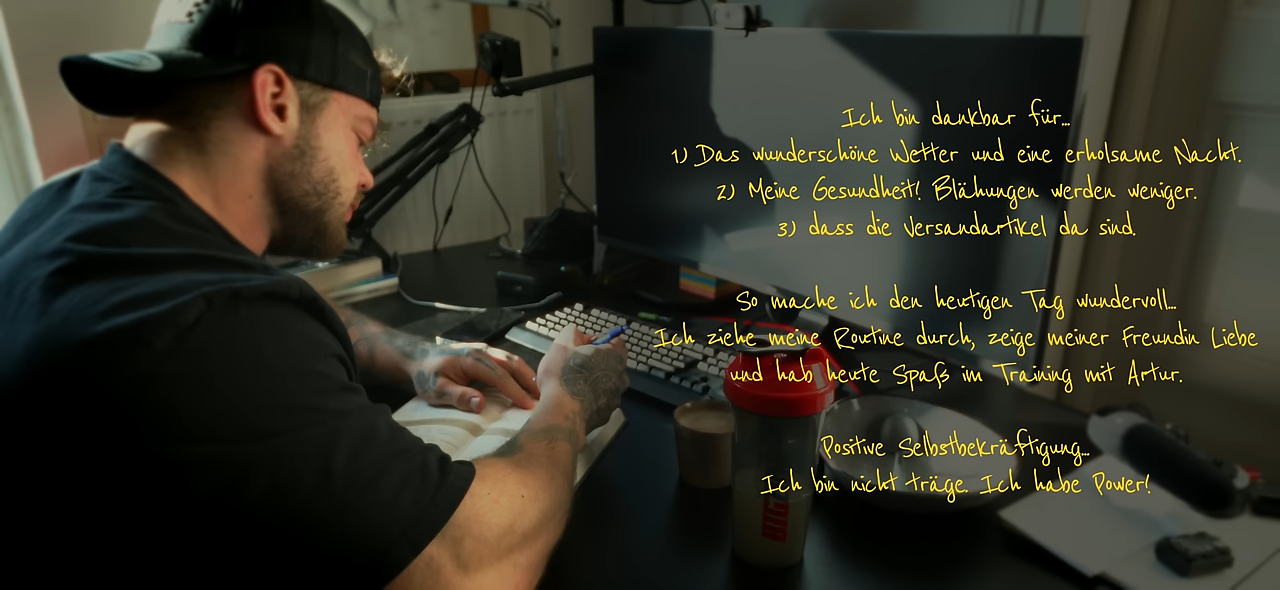 Ich bin dankbar für...
1) Das wunderschöne Wetter und eine erholsame Nacht.
2) Meine Gesundheit! Blähungen werden weniger.
3) dass die Versandartikel da sind.
So mache ich den heutigen Tag wundervoll...
Ich ziehe meine Routine durch, zeige meiner Freundin Liebe
und hab heute Spaß im Training mit Artur.
Positive Selbstbekräftigung...
Ich bin nicht träge. Ich habe Power!
BIG